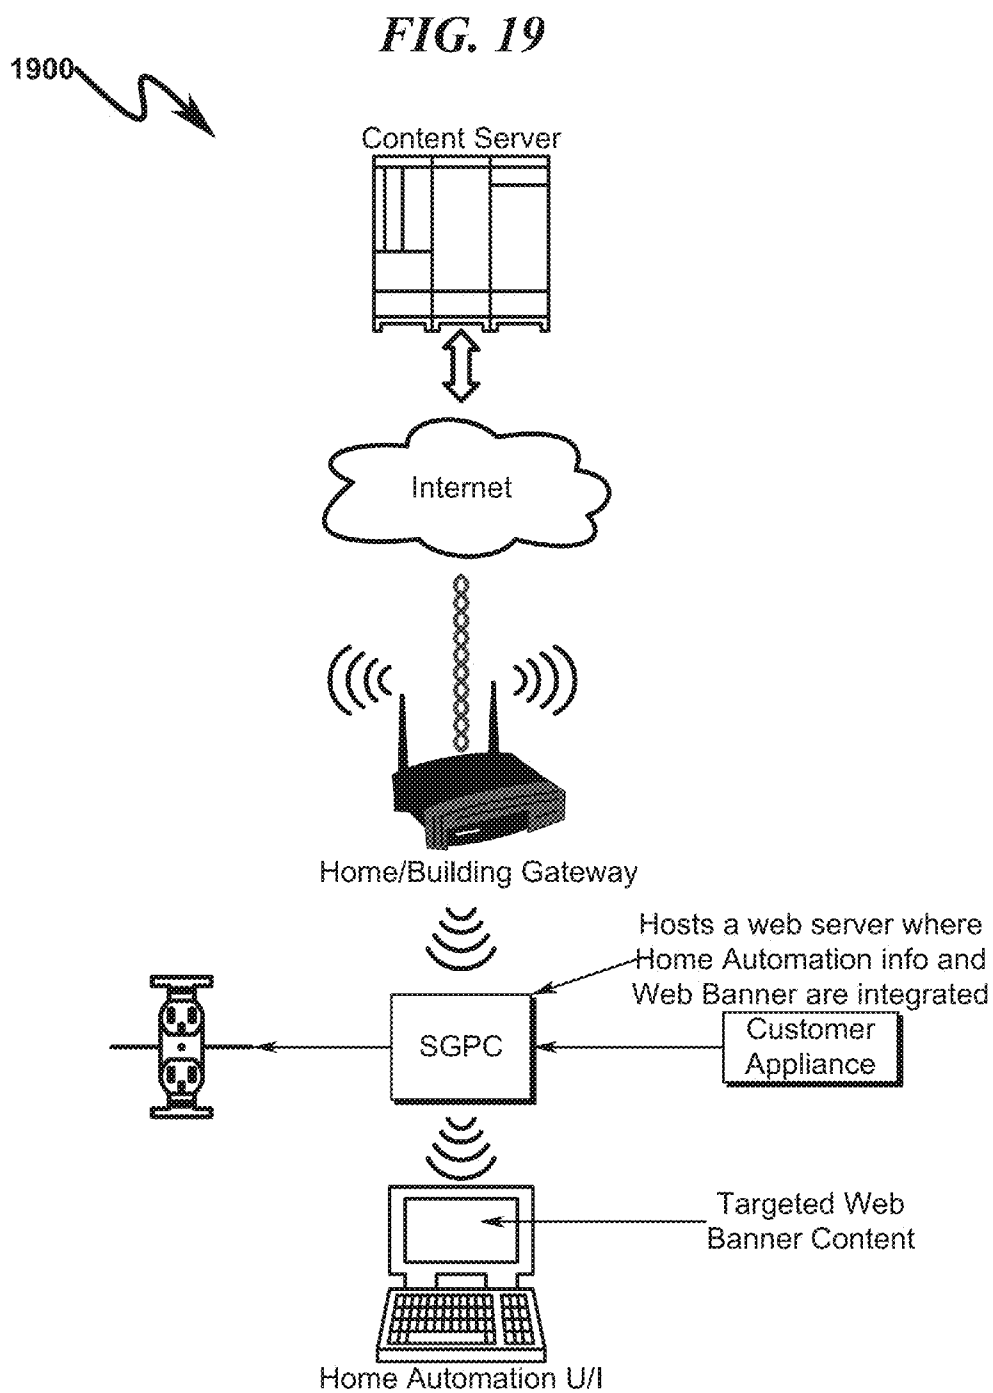 FIG. 19
1900
Content Server
Internet
Home/Building Gateway
Hosts a web server where
Home Automation info and
Web Banner are integrated
SGPC
Customer
Appliance
Targeted Web
Banner Content
Home Automation U/I